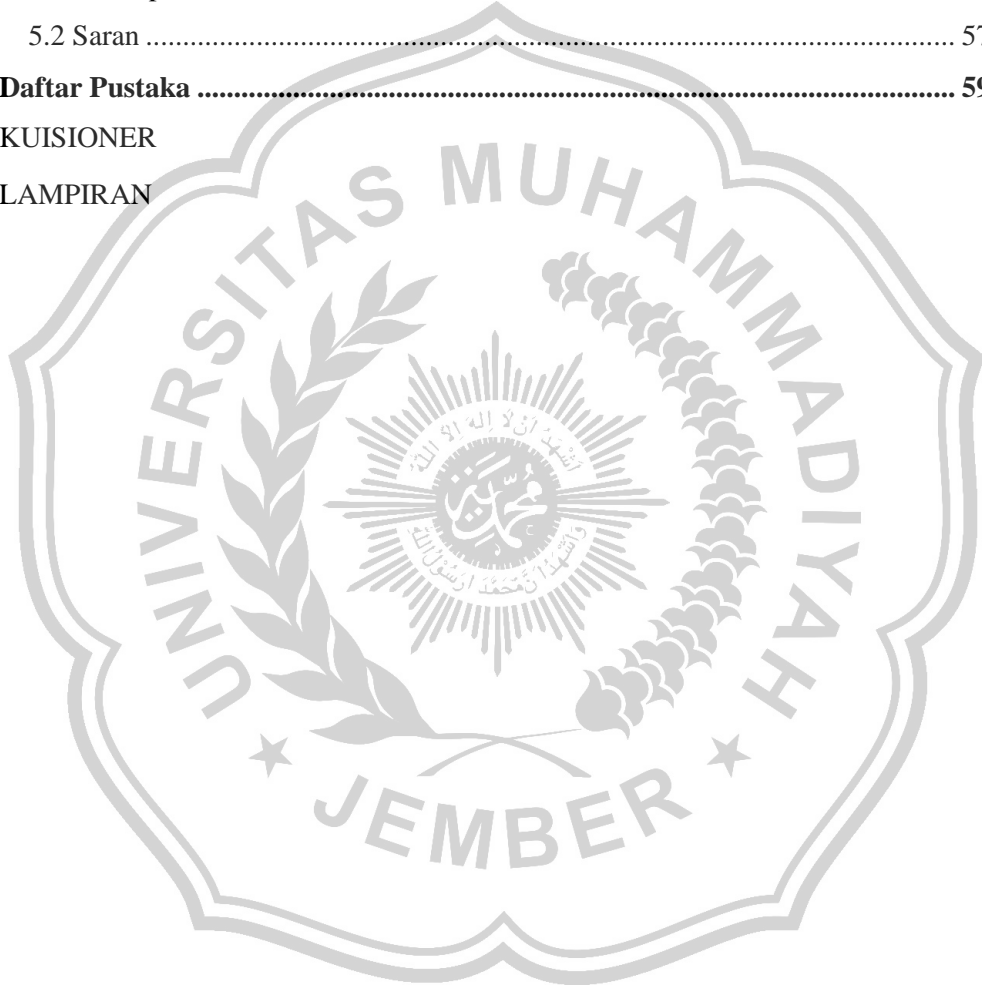 5.2 Saran ........................................................................................ 57
Daftar Pustaka .................................................................................. 59
KUISIONER
LAMPIRAN
UNIVERSITAS MUHAMMADIYAH
JEMBER